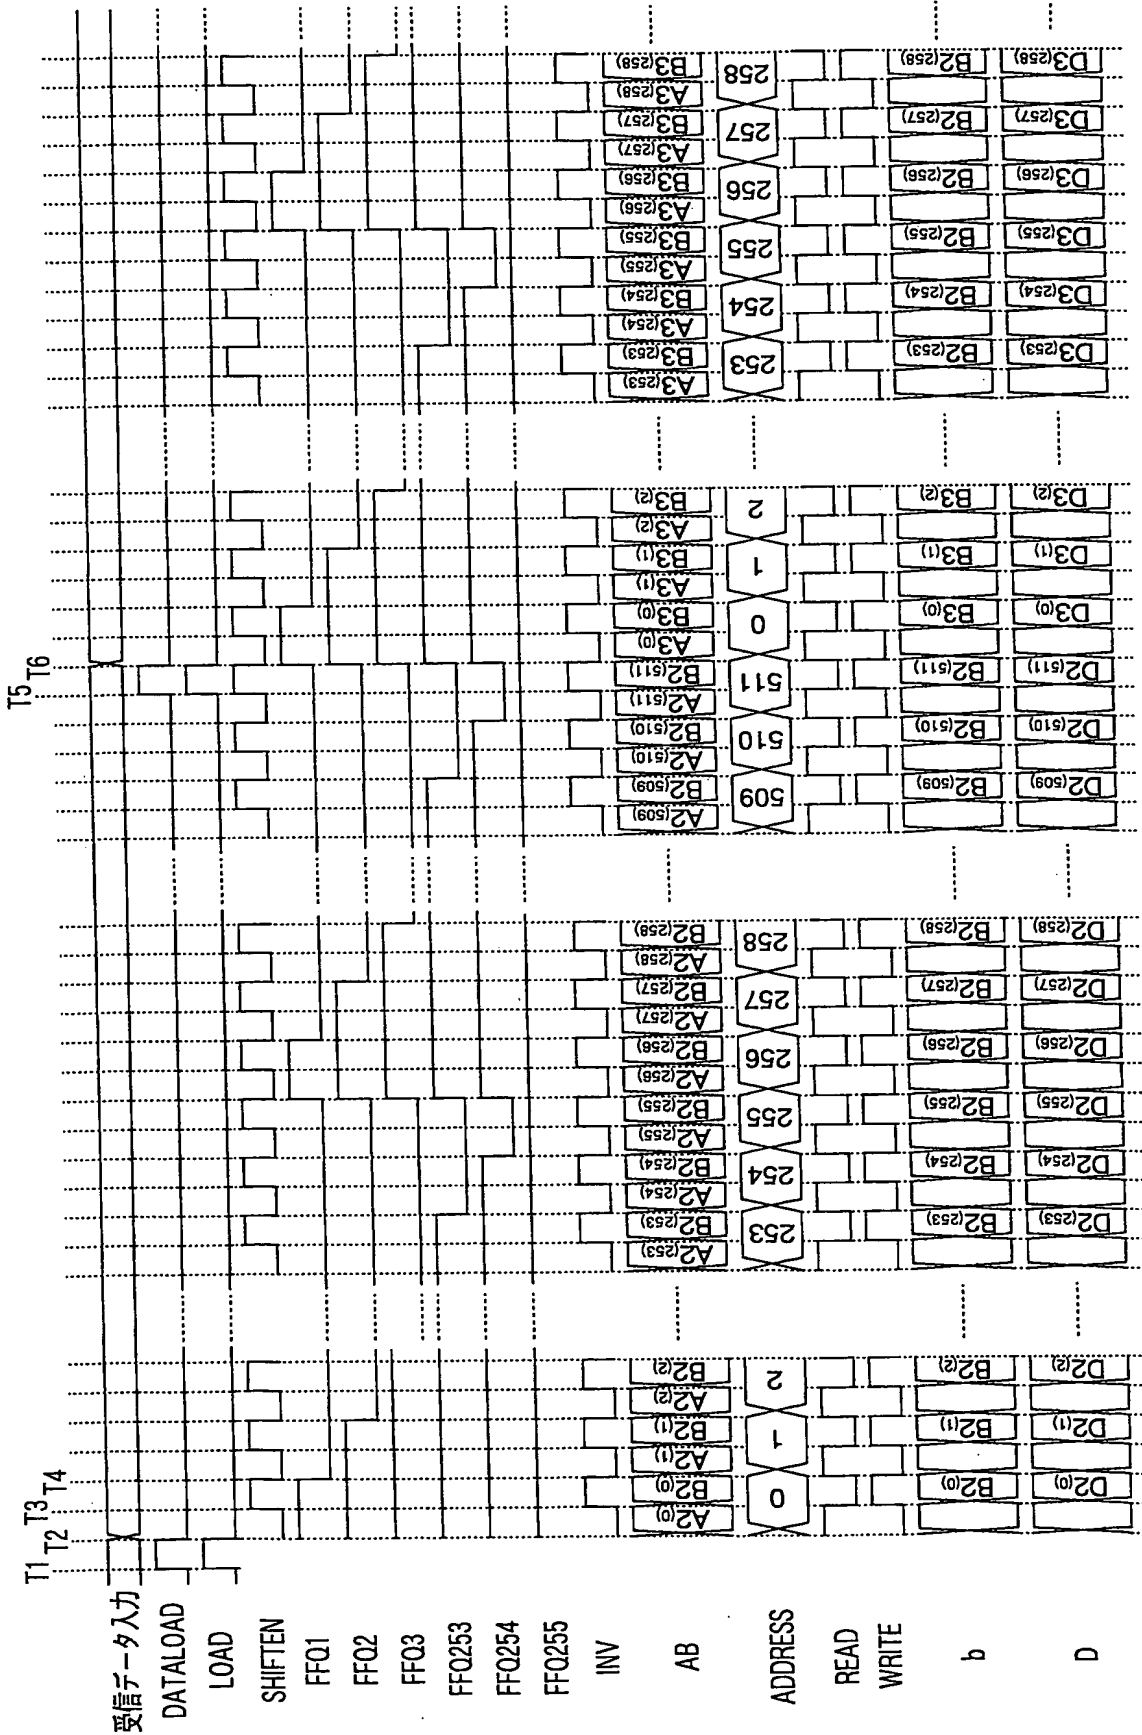 T1 T2 T3 T4 T5 T6
受信データ入力
DATALOAD
LOAD
SHIFTEN
FFQ1
FFQ2
FFQ3
FFQ253
FFQ254
FFQ255
INV
AB A2(0) B2(0) A2(1) B2(1) A2(2) B2(2) A2(253) B2(253) A2(254) B2(254) A2(255) B2(255) A2(256) B2(256) A2(257) B2(257) A2(258) B2(258) A2(509) B2(509) A2(510) B2(510) A2(511) B2(511) A3(0) B3(0) A3(1) B3(1) A3(2) B3(2) A3(253) B3(253) A3(254) B3(254) A3(255) B3(255) A3(256) B3(256) A3(257) B3(257) A3(258) B3(258)
ADDRESS 0 1 2 253 254 255 256 257 258 509 510 511 0 1 2 253 254 255 256 257 258
READ
WRITE
b B2(0) B2(1) B2(2) B2(253) B2(254) B2(255) B2(256) B2(257) B2(258) B2(509) B2(510) B2(511) B3(0) B3(1) B3(2) B2(253) B2(254) B2(255) B2(256) B2(257) B2(258)
D D2(0) D2(1) D2(2) D2(253) D2(254) D2(255) D2(256) D2(257) D2(258) D2(509) D2(510) D2(511) D3(0) D3(1) D3(2) D3(253) D3(254) D3(255) D3(256) D3(257) D3(258)